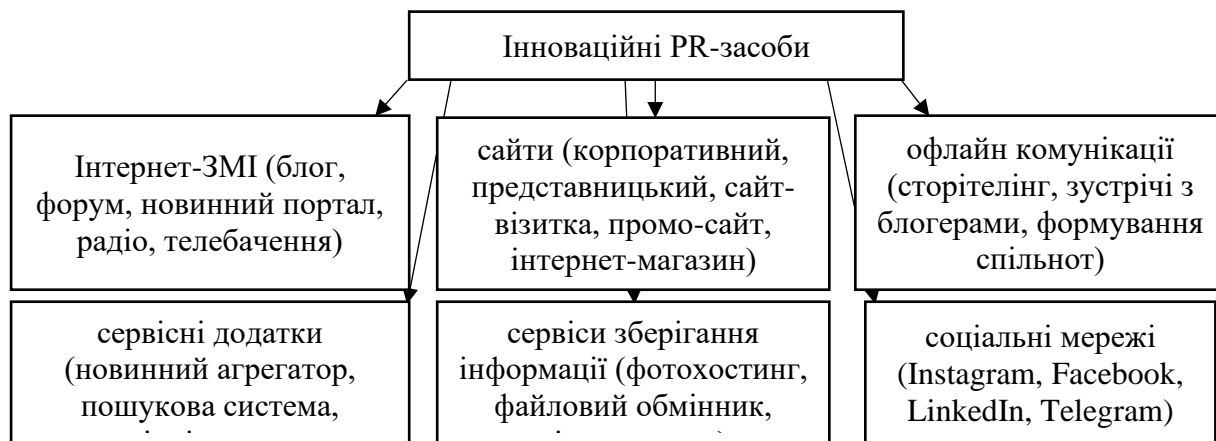 Інноваційні PR-засоби
Інтернет-ЗМІ (блог,
форум, новинний портал,
радіо, телебачення)
сайти (корпоративний,
представницький, сайт-
візитка, промо-сайт,
інтернет-магазин)
офлайн комунікації
(сторітелінг, зустрічі з
блогерами, формування
спільнот)
сервісні додатки
(новинний агрегатор,
пошукова система,
сервіси зберігання
інформації (фотохостинг,
файловий обмінник,
соціальні мережі
(Instagram, Facebook,
LinkedIn, Telegram)